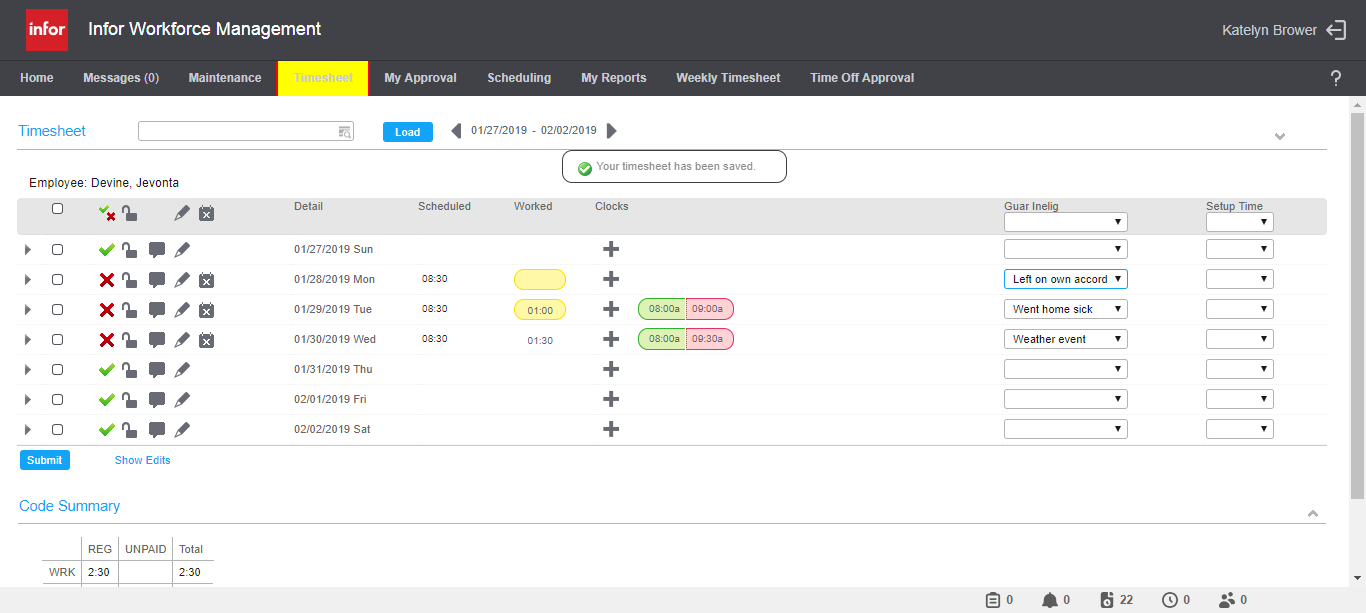 infor Infor Workforce Management Katelyn Brower
Home Messages (0) Maintenance Timesheet My Approval Scheduling My Reports Weekly Timesheet Time Off Approval ?
Timesheet Load 01/27/2019 - 02/02/2019
Your timesheet has been saved.
Employee: Devine, Jevonta
Detail Scheduled Worked Clocks Guar Inelig Setup Time
01/27/2019 Sun
01/28/2019 Mon 08:30 Left on own accord
01/29/2019 Tue 08:30 01:00 08:00a 09:00a Went home sick
01/30/2019 Wed 08:30 01:30 08:00a 09:30a Weather event
01/31/2019 Thu
02/01/2019 Fri
02/02/2019 Sat
Submit Show Edits
Code Summary
REG UNPAID Total
WRK 2:30 2:30
0 0 22 0 0